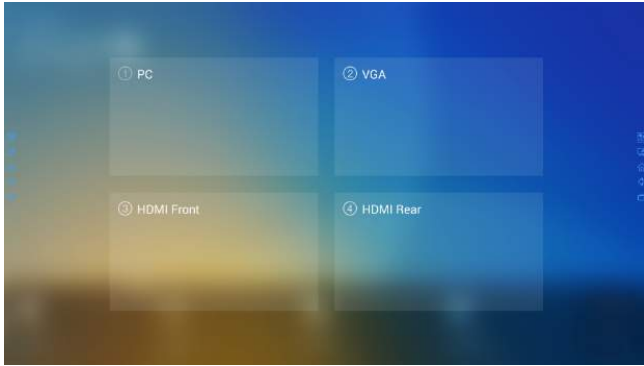 ① PC
② VGA
③ HDMI Front
④ HDMI Rear